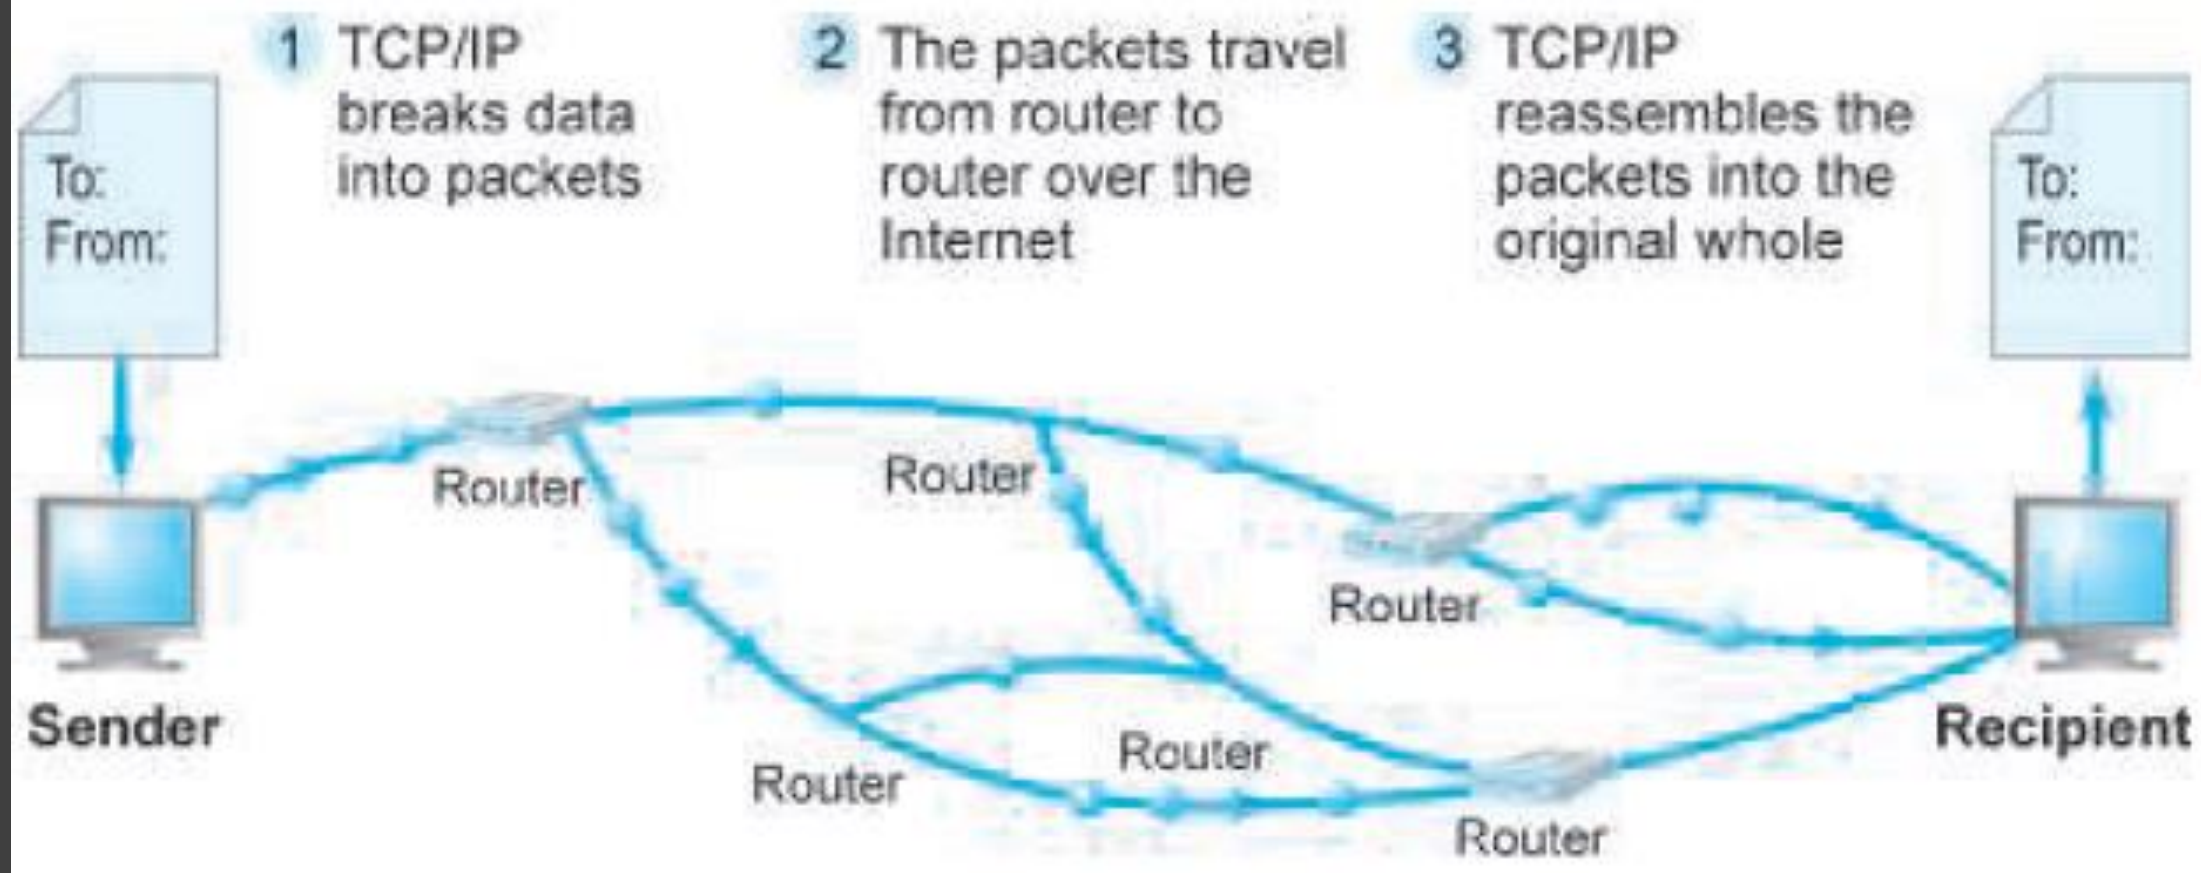 1 TCP/IP
breaks data
into packets
2 The packets travel
from router to
router over the
Internet
3 TCP/IP
reassembles the
packets into the
original whole
To:
From:
To:
From:
Router
Router
Router
Router
Router
Router
Sender
Recipient